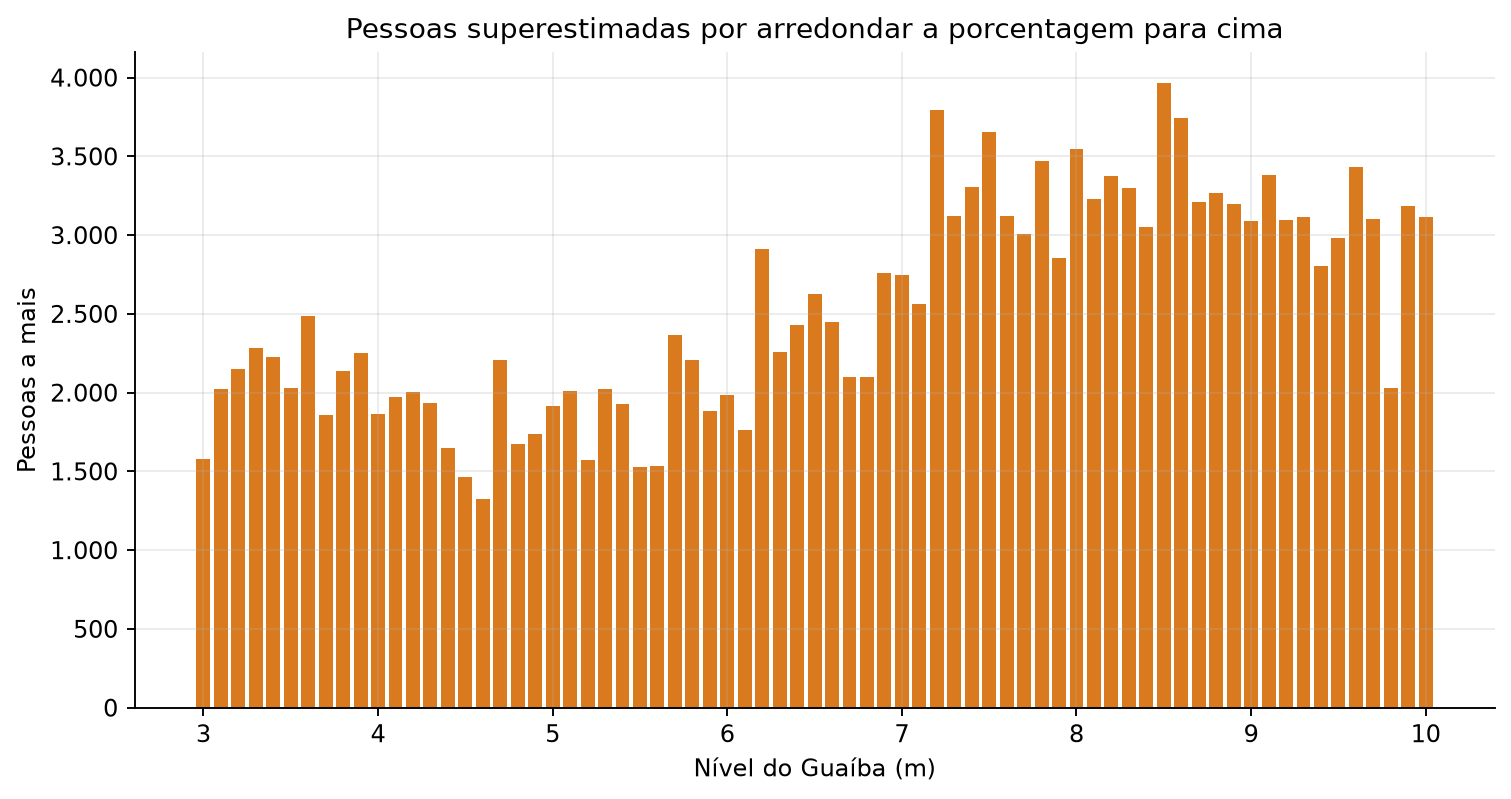 Pessoas superestimadas por arredondar a porcentagem para cima
Pessoas a mais
4.000
3.500
3.000
2.500
2.000
1.500
1.000
500
0
3 4 5 6 7 8 9 10
Nível do Guaíba (m)